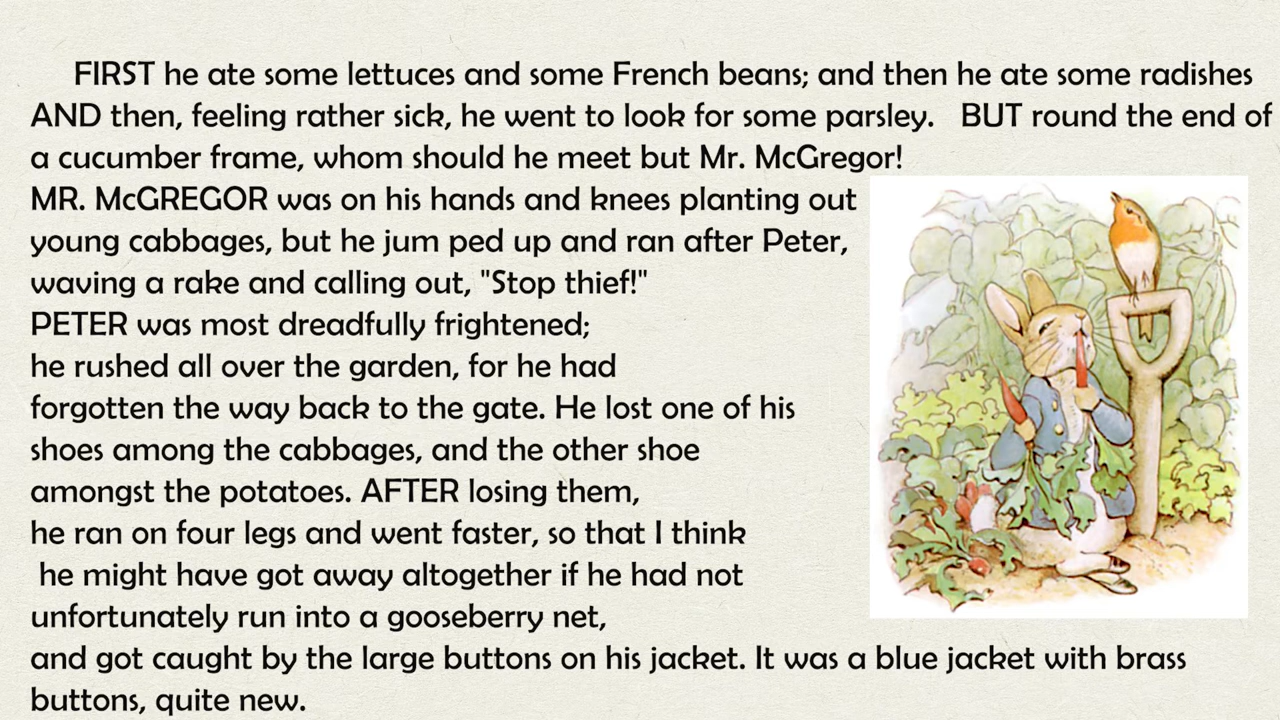 FIRST he ate some lettuces and some French beans; and then he ate some radishes
AND then, feeling rather sick, he went to look for some parsley. BUT round the end of
a cucumber frame, whom should he meet but Mr. McGregor!
MR. McGREGOR was on his hands and knees planting out
young cabbages, but he jum ped up and ran after Peter,
waving a rake and calling out, "Stop thief!"
PETER was most dreadfully frightened;
he rushed all over the garden, for he had
forgotten the way back to the gate. He lost one of his
shoes among the cabbages, and the other shoe
amongst the potatoes. AFTER losing them,
he ran on four legs and went faster, so that I think
he might have got away altogether if he had not
unfortunately run into a gooseberry net,
and got caught by the large buttons on his jacket. It was a blue jacket with brass
buttons, quite new.